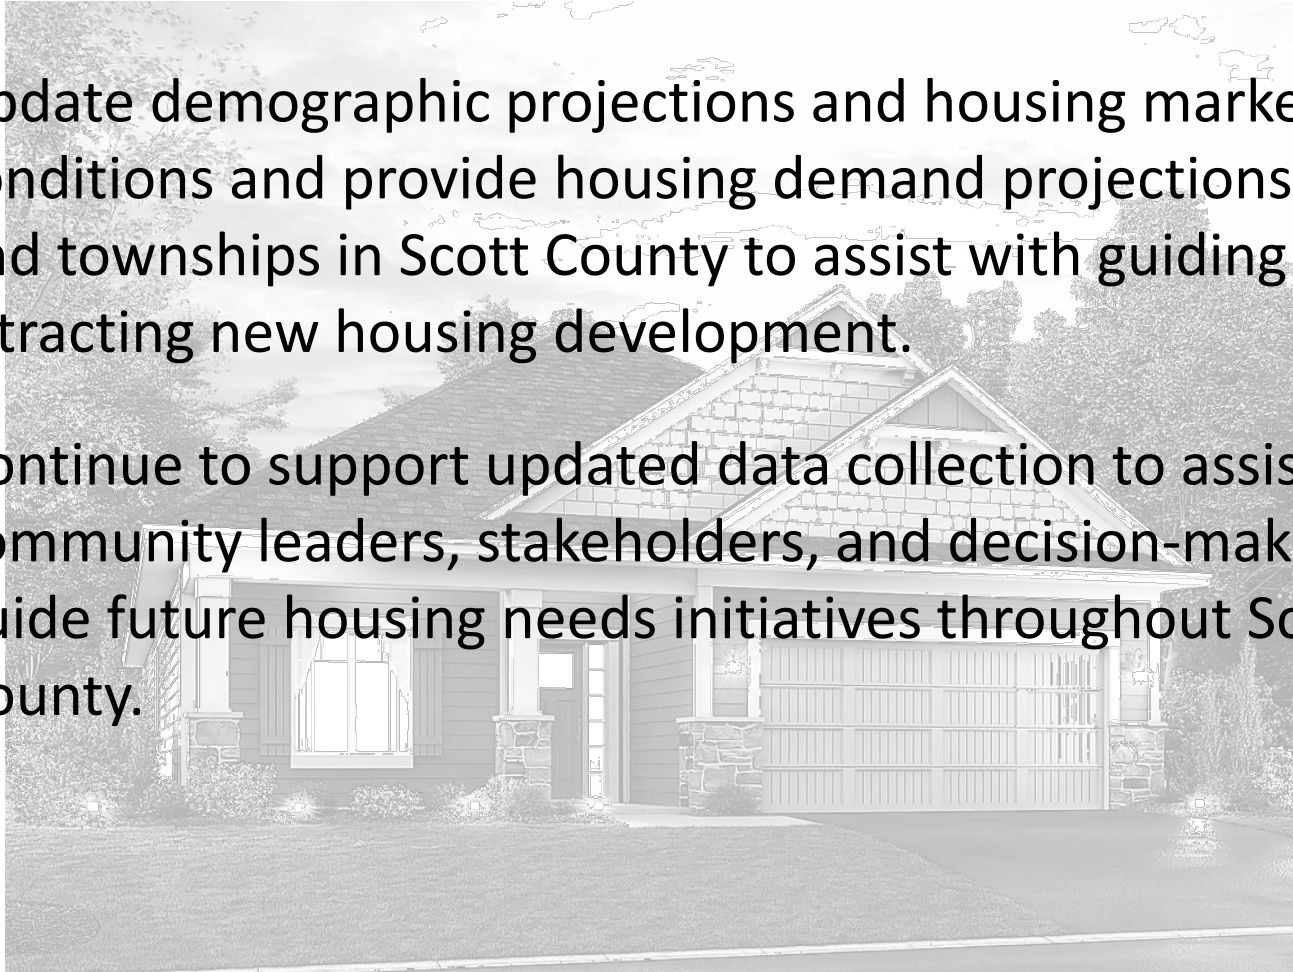 pdate demographic projections and housing marke
onditions and provide housing demand projections
nd townships in Scott County to assist with guiding
tracting new housing development.
ontinue to support updated data collection to assis
ommunity leaders, stakeholders, and decision-mak
uide future housing needs initiatives throughout Sc
ounty.